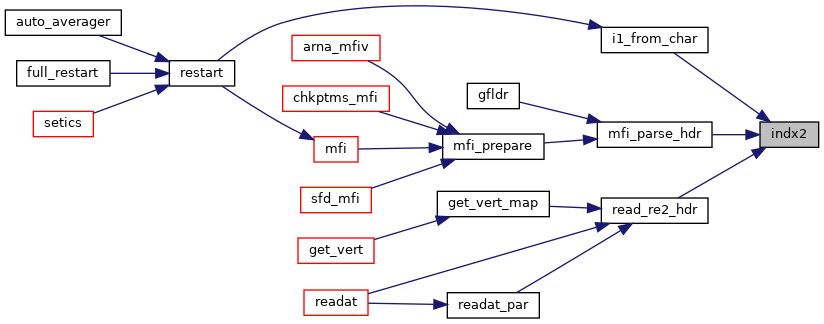 auto_averager
full_restart
setics
restart
arna_mfiv
chkptms_mfi
mfi
sfd_mfi
get_vert
readat
gfldr
mfi_prepare
get_vert_map
readat_par
i1_from_char
mfi_parse_hdr
read_re2_hdr
indx2